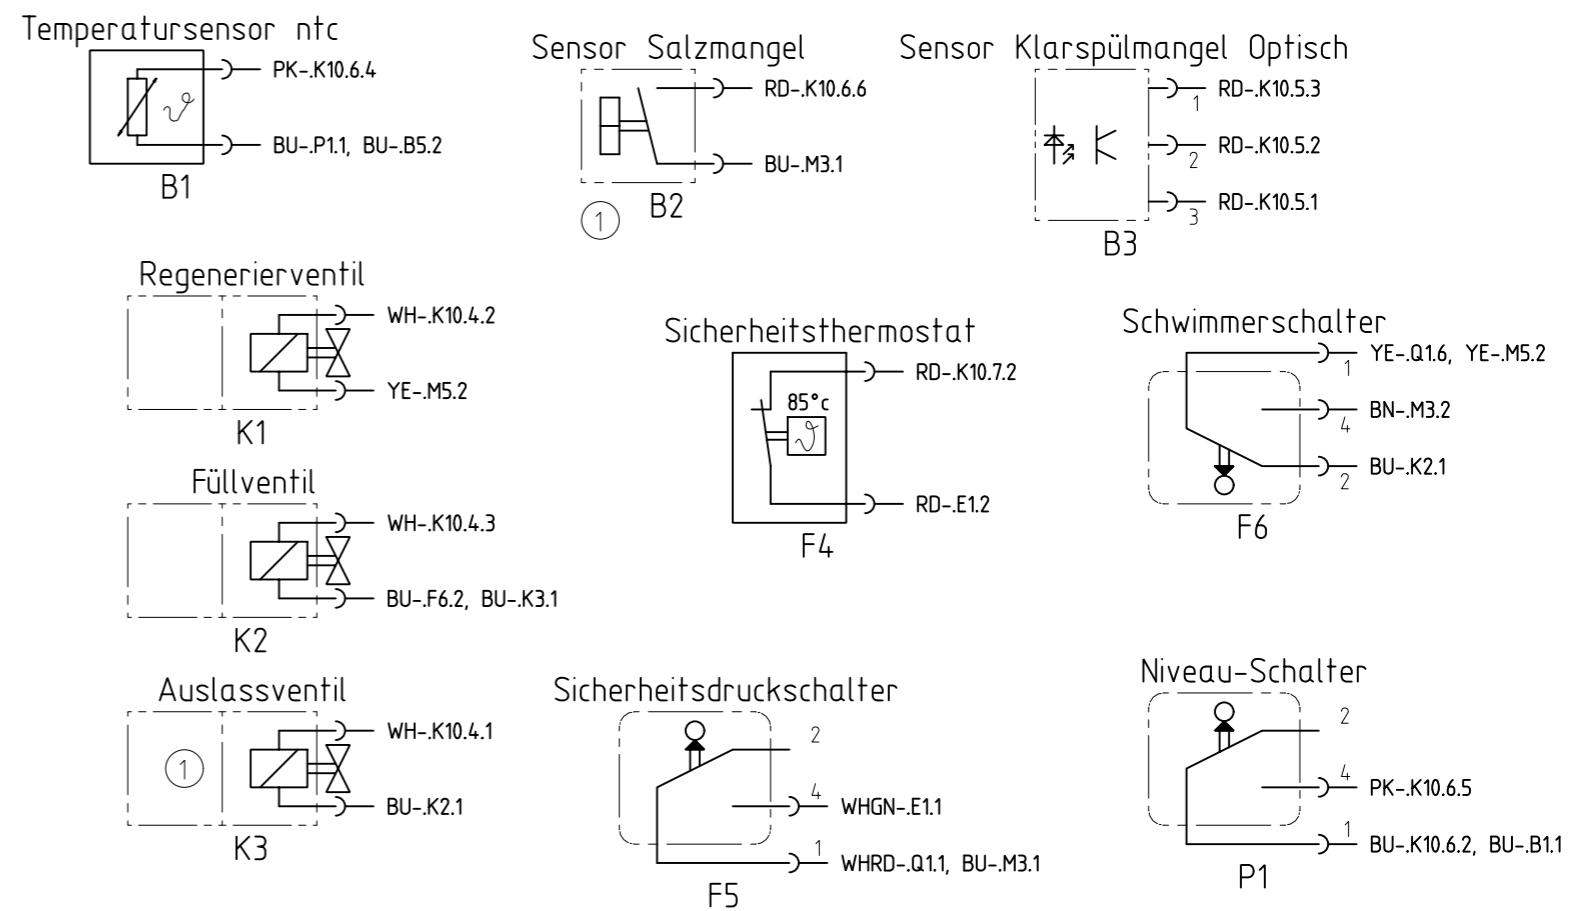 Temperatursensor ntc
PK-.K10.6.4
BU-.P1.1, BU-.B5.2
B1
Sensor Salzmangel
RD-.K10.6.6
BU-.M3.1
B2
1
Sensor Klarspülmangel Optisch
1 RD-.K10.5.3
2 RD-.K10.5.2
3 RD-.K10.5.1
B3
Regenerierventil
WH-.K10.4.2
YE-.M5.2
K1
Sicherheitsthermostat
RD-.K10.7.2
85°c
RD-.E1.2
F4
Schwimmerschalter
1 YE-.Q1.6, YE-.M5.2
4 BN-.M3.2
2 BU-.K2.1
F6
Füllventil
WH-.K10.4.3
BU-.F6.2, BU-.K3.1
K2
Auslassventil
WH-.K10.4.1
1
BU-.K2.1
K3
Sicherheitsdruckschalter
2
4 WHGN-.E1.1
1 WHRD-.Q1.1, BU-.M3.1
F5
Niveau-Schalter
2
4 PK-.K10.6.5
1 BU-.K10.6.2, BU-.B1.1
P1